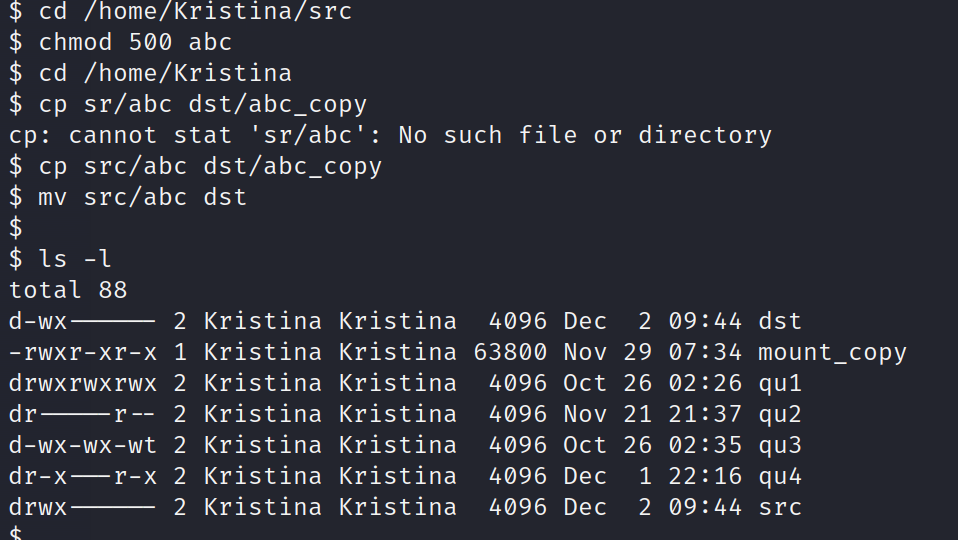 $ cd /home/Kristina/src
$ chmod 500 abc
$ cd /home/Kristina
$ cp sr/abc dst/abc_copy
cp: cannot stat 'sr/abc': No such file or directory
$ cp src/abc dst/abc_copy
$ mv src/abc dst
$
$ ls -l
total 88
d-wx------ 2 Kristina Kristina  4096 Dec  2 09:44 dst
-rwxr-xr-x 1 Kristina Kristina 63800 Nov 29 07:34 mount_copy
drwxrwxrwx 2 Kristina Kristina  4096 Oct 26 02:26 qu1
dr-----r-- 2 Kristina Kristina  4096 Nov 21 21:37 qu2
d-wx-wx-wt 2 Kristina Kristina  4096 Oct 26 02:35 qu3
dr-x---r-x 2 Kristina Kristina  4096 Dec  1 22:16 qu4
drwx------ 2 Kristina Kristina  4096 Dec  2 09:44 src
$